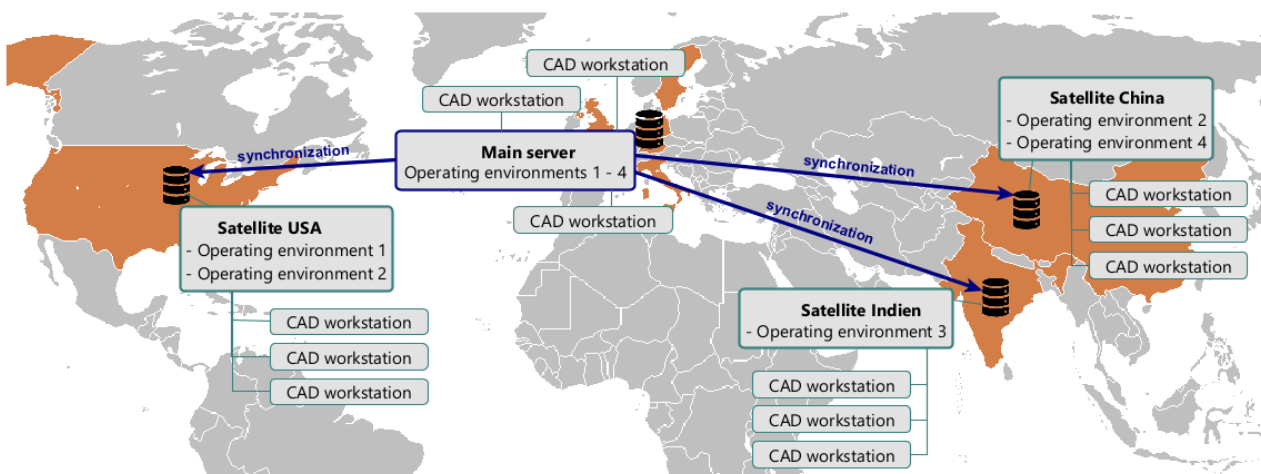 CAD workstation
CAD workstation
Main server
Operating environments 1 - 4
CAD workstation
synchronization
synchronization
synchronization
Satellite USA
- Operating environment 1
- Operating environment 2
CAD workstation
CAD workstation
CAD workstation
Satellite China
- Operating environment 2
- Operating environment 4
CAD workstation
CAD workstation
CAD workstation
Satellite Indien
- Operating environment 3
CAD workstation
CAD workstation
CAD workstation